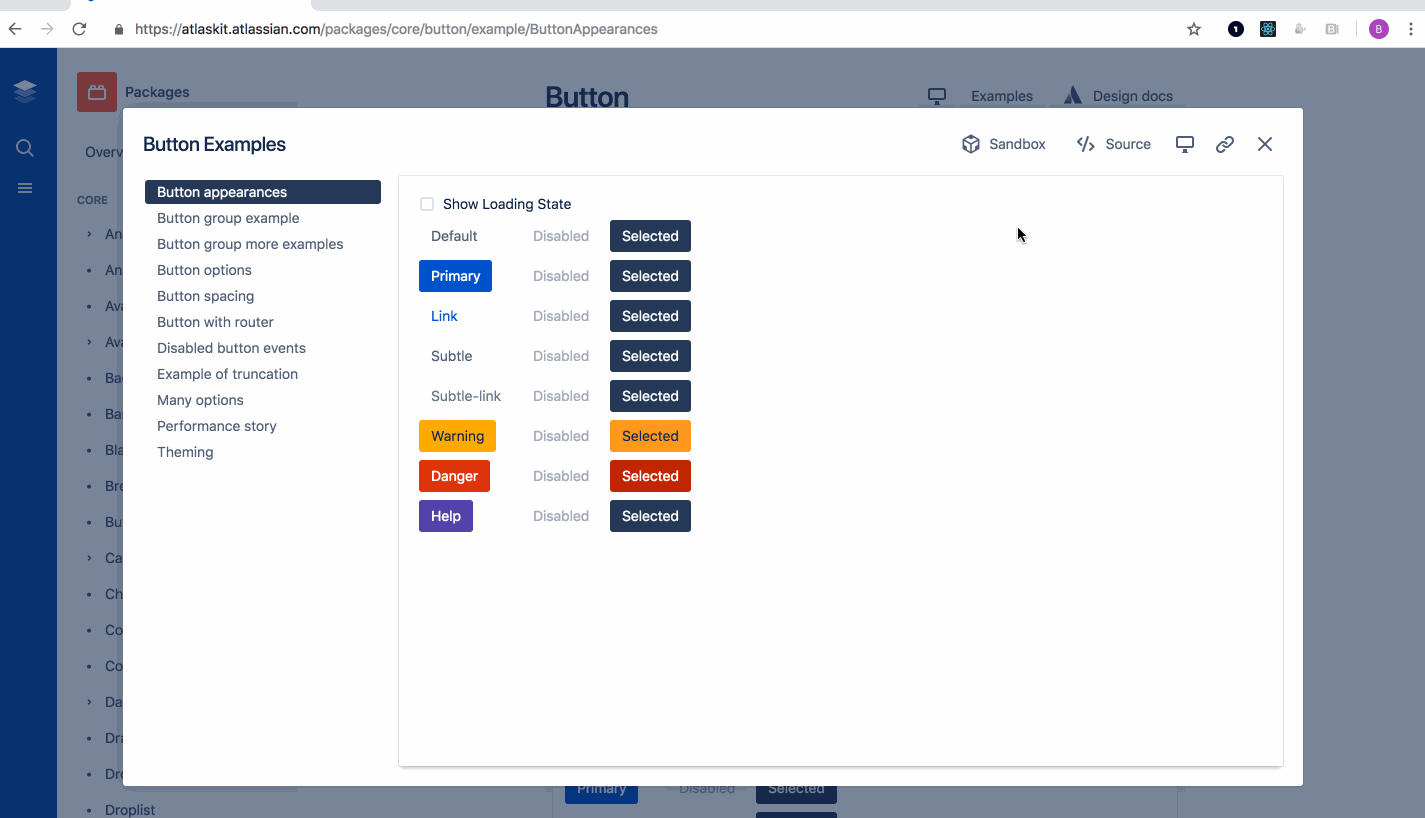 https://atlaskit.atlassian.com/packages/core/button/example/ButtonAppearances
B
Packages
Button
Examples
Design docs
Button Examples
Sandbox
Source
Overv
CORE
Button appearances
Button group example
Button group more examples
Button options
Button spacing
Button with router
Disabled button events
Example of truncation
Many options
Performance story
Theming
An
An
Ava
Ava
Ba
Ba
Bla
Bre
Bu
Ca
Ch
Co
Co
Da
Dra
Dro
Droplist
Show Loading State
Default Disabled Selected
Primary Disabled Selected
Link Disabled Selected
Subtle Disabled Selected
Subtle-link Disabled Selected
Warning Disabled Selected
Danger Disabled Selected
Help Disabled Selected
Primary Disabled Selected